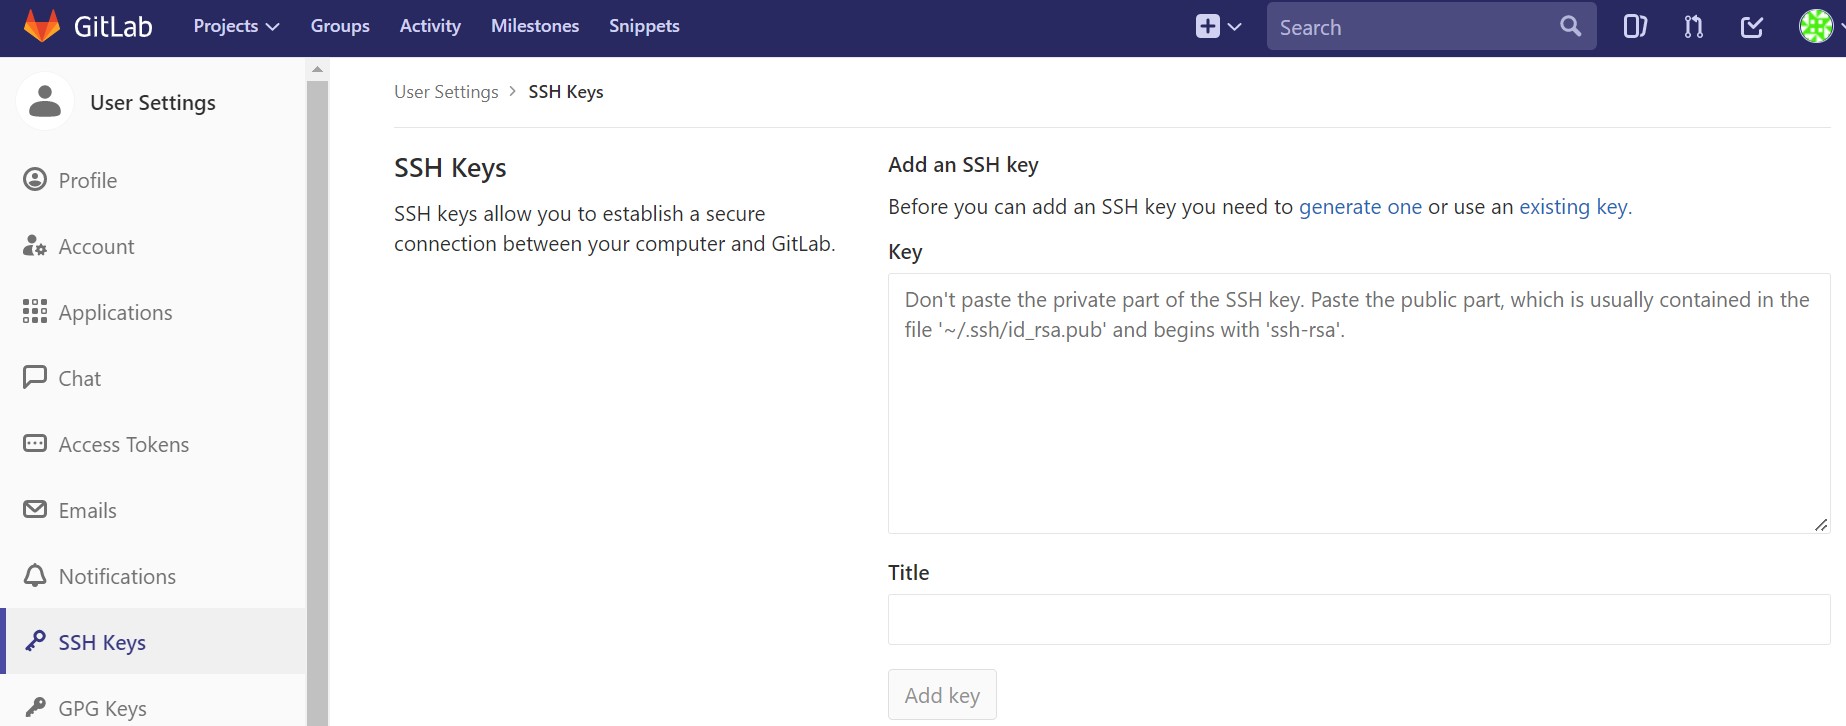 GitLab Projects Groups Activity Milestones Snippets Search
User Settings
Profile
Account
Applications
Chat
Access Tokens
Emails
Notifications
SSH Keys
GPG Keys
User Settings > SSH Keys
SSH Keys
SSH keys allow you to establish a secure
connection between your computer and GitLab.
Add an SSH key
Before you can add an SSH key you need to generate one or use an existing key.
Key
Don't paste the private part of the SSH key. Paste the public part, which is usually contained in the
file '~/.ssh/id_rsa.pub' and begins with 'ssh-rsa'.
Title
Add key